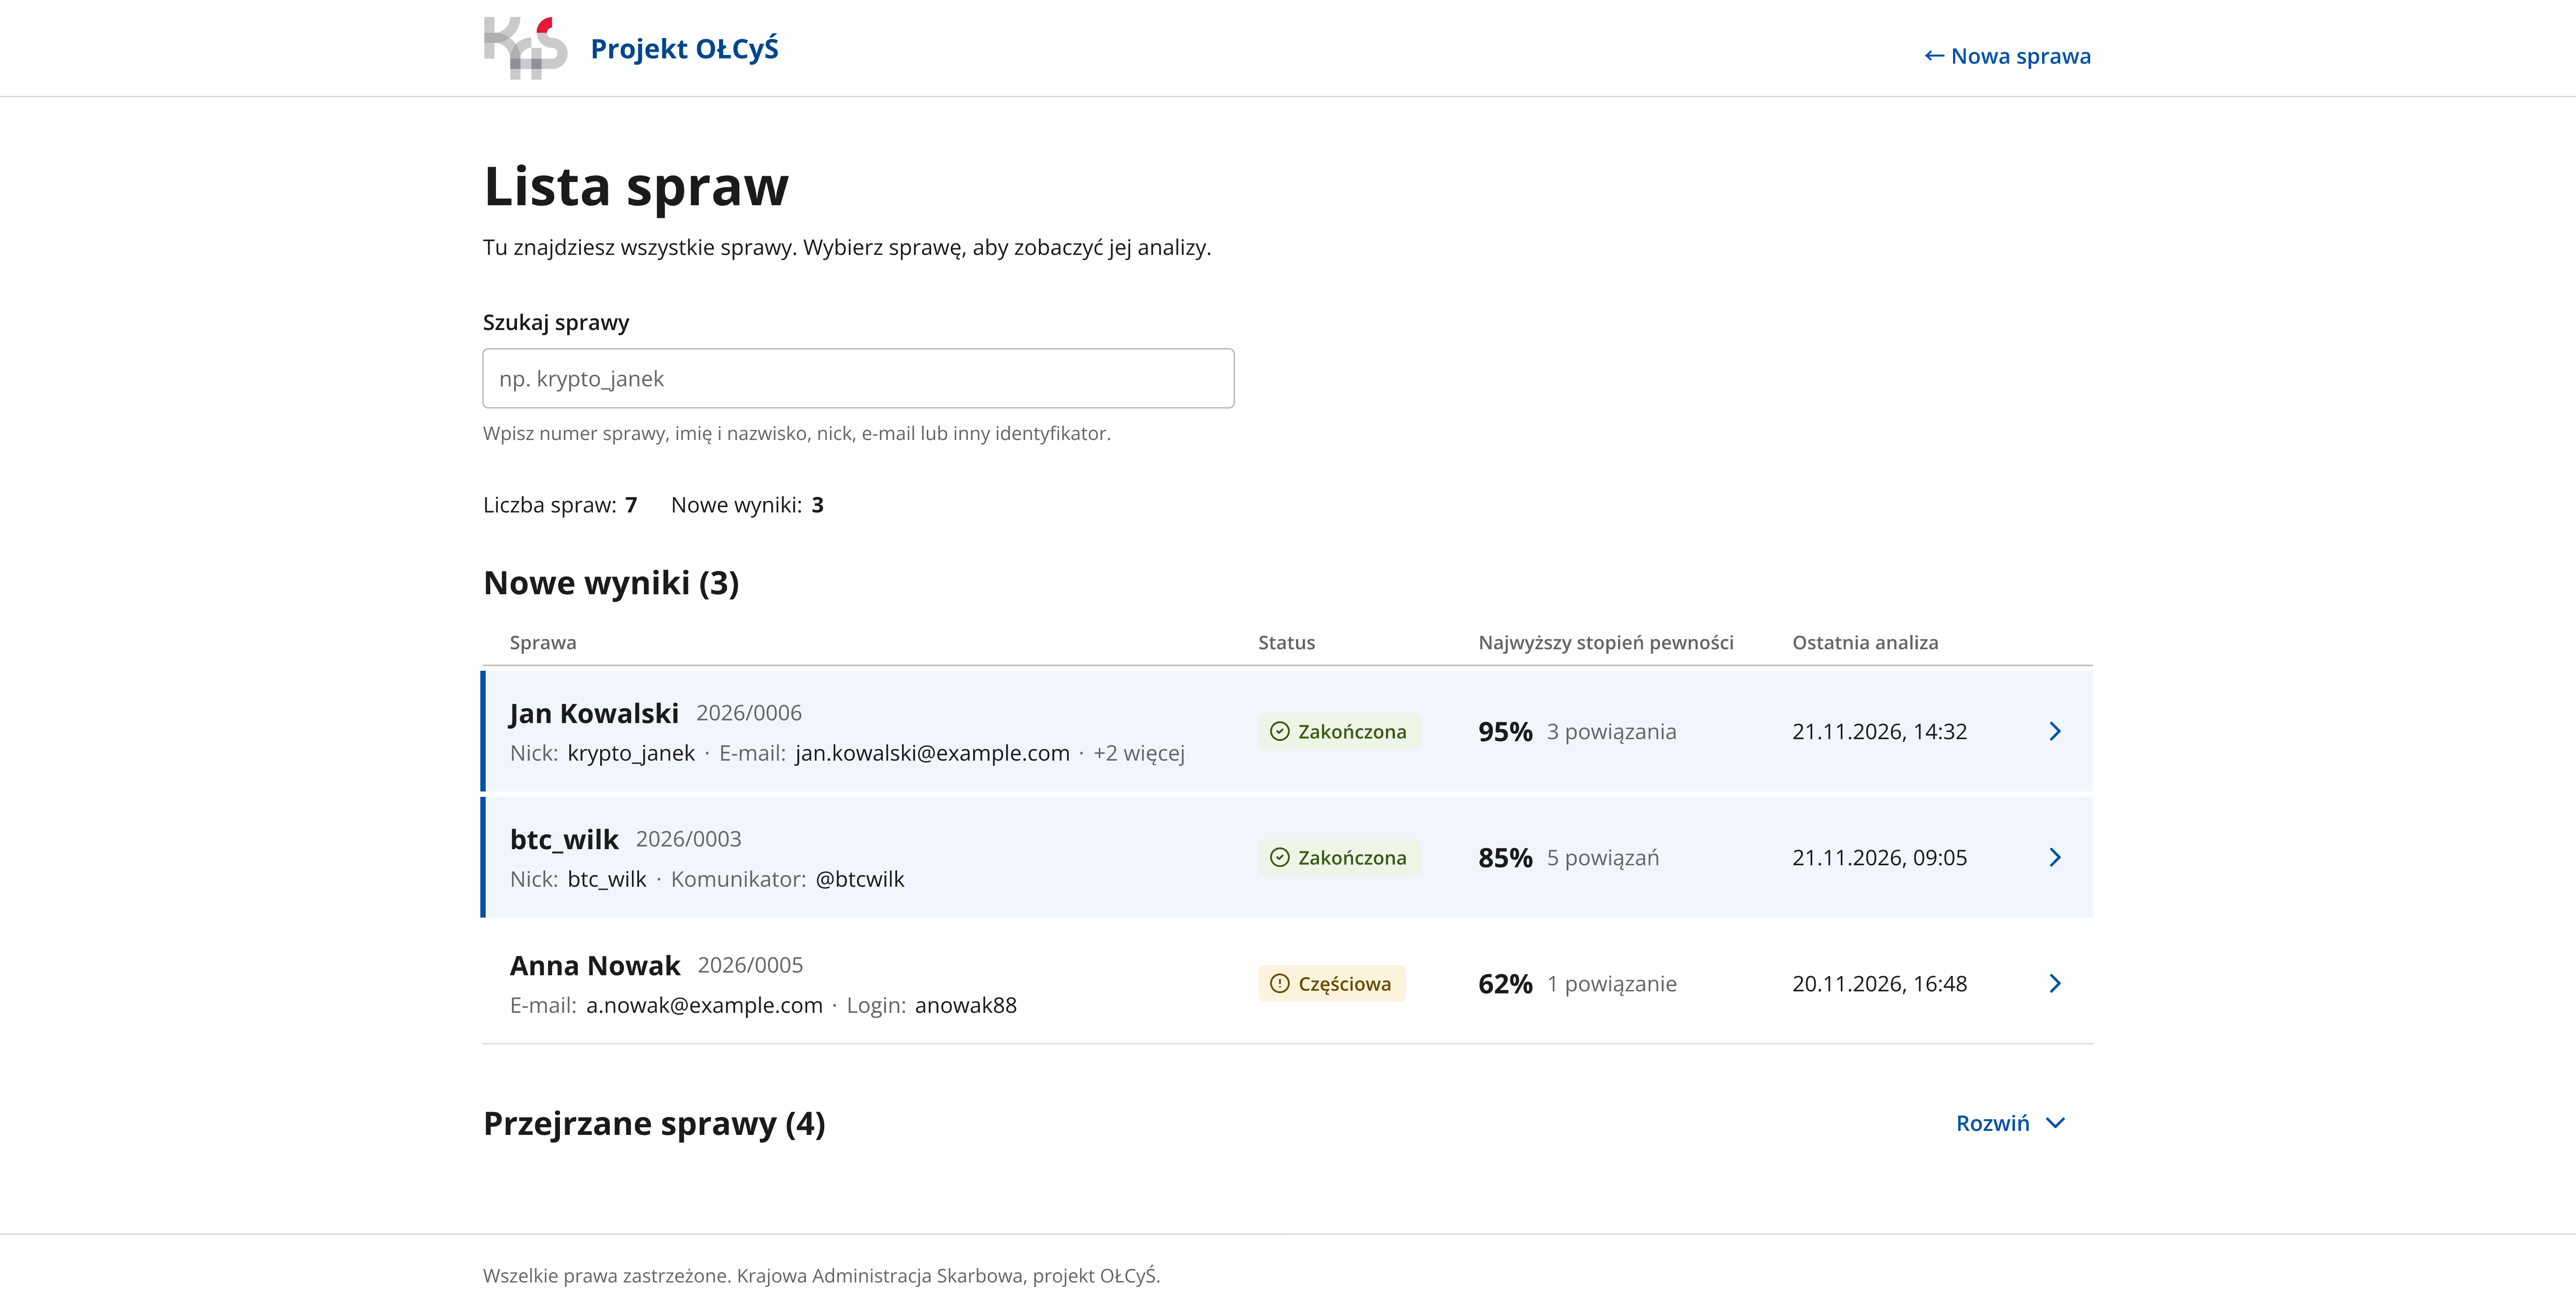 KAS
Projekt OŁCyŚ
← Nowa sprawa
Lista spraw
Tu znajdziesz wszystkie sprawy. Wybierz sprawę, aby zobaczyć jej analizy.
Szukaj sprawy
np. krypto_janek
Wpisz numer sprawy, imię i nazwisko, nick, e-mail lub inny identyfikator.
Liczba spraw: 7 Nowe wyniki: 3
Nowe wyniki (3)
Sprawa Status Najwyższy stopień pewności Ostatnia analiza
Jan Kowalski 2026/0006
Nick: krypto_janek · E-mail: jan.kowalski@example.com · +2 więcej
Zakończona 95% 3 powiązania 21.11.2026, 14:32
btc_wilk 2026/0003
Nick: btc_wilk · Komunikator: @btcwilk
Zakończona 85% 5 powiązań 21.11.2026, 09:05
Anna Nowak 2026/0005
E-mail: a.nowak@example.com · Login: anowak88
Częściowa 62% 1 powiązanie 20.11.2026, 16:48
Przejrzane sprawy (4) Rozwiń
Wszelkie prawa zastrzeżone. Krajowa Administracja Skarbowa, projekt OŁCyŚ.